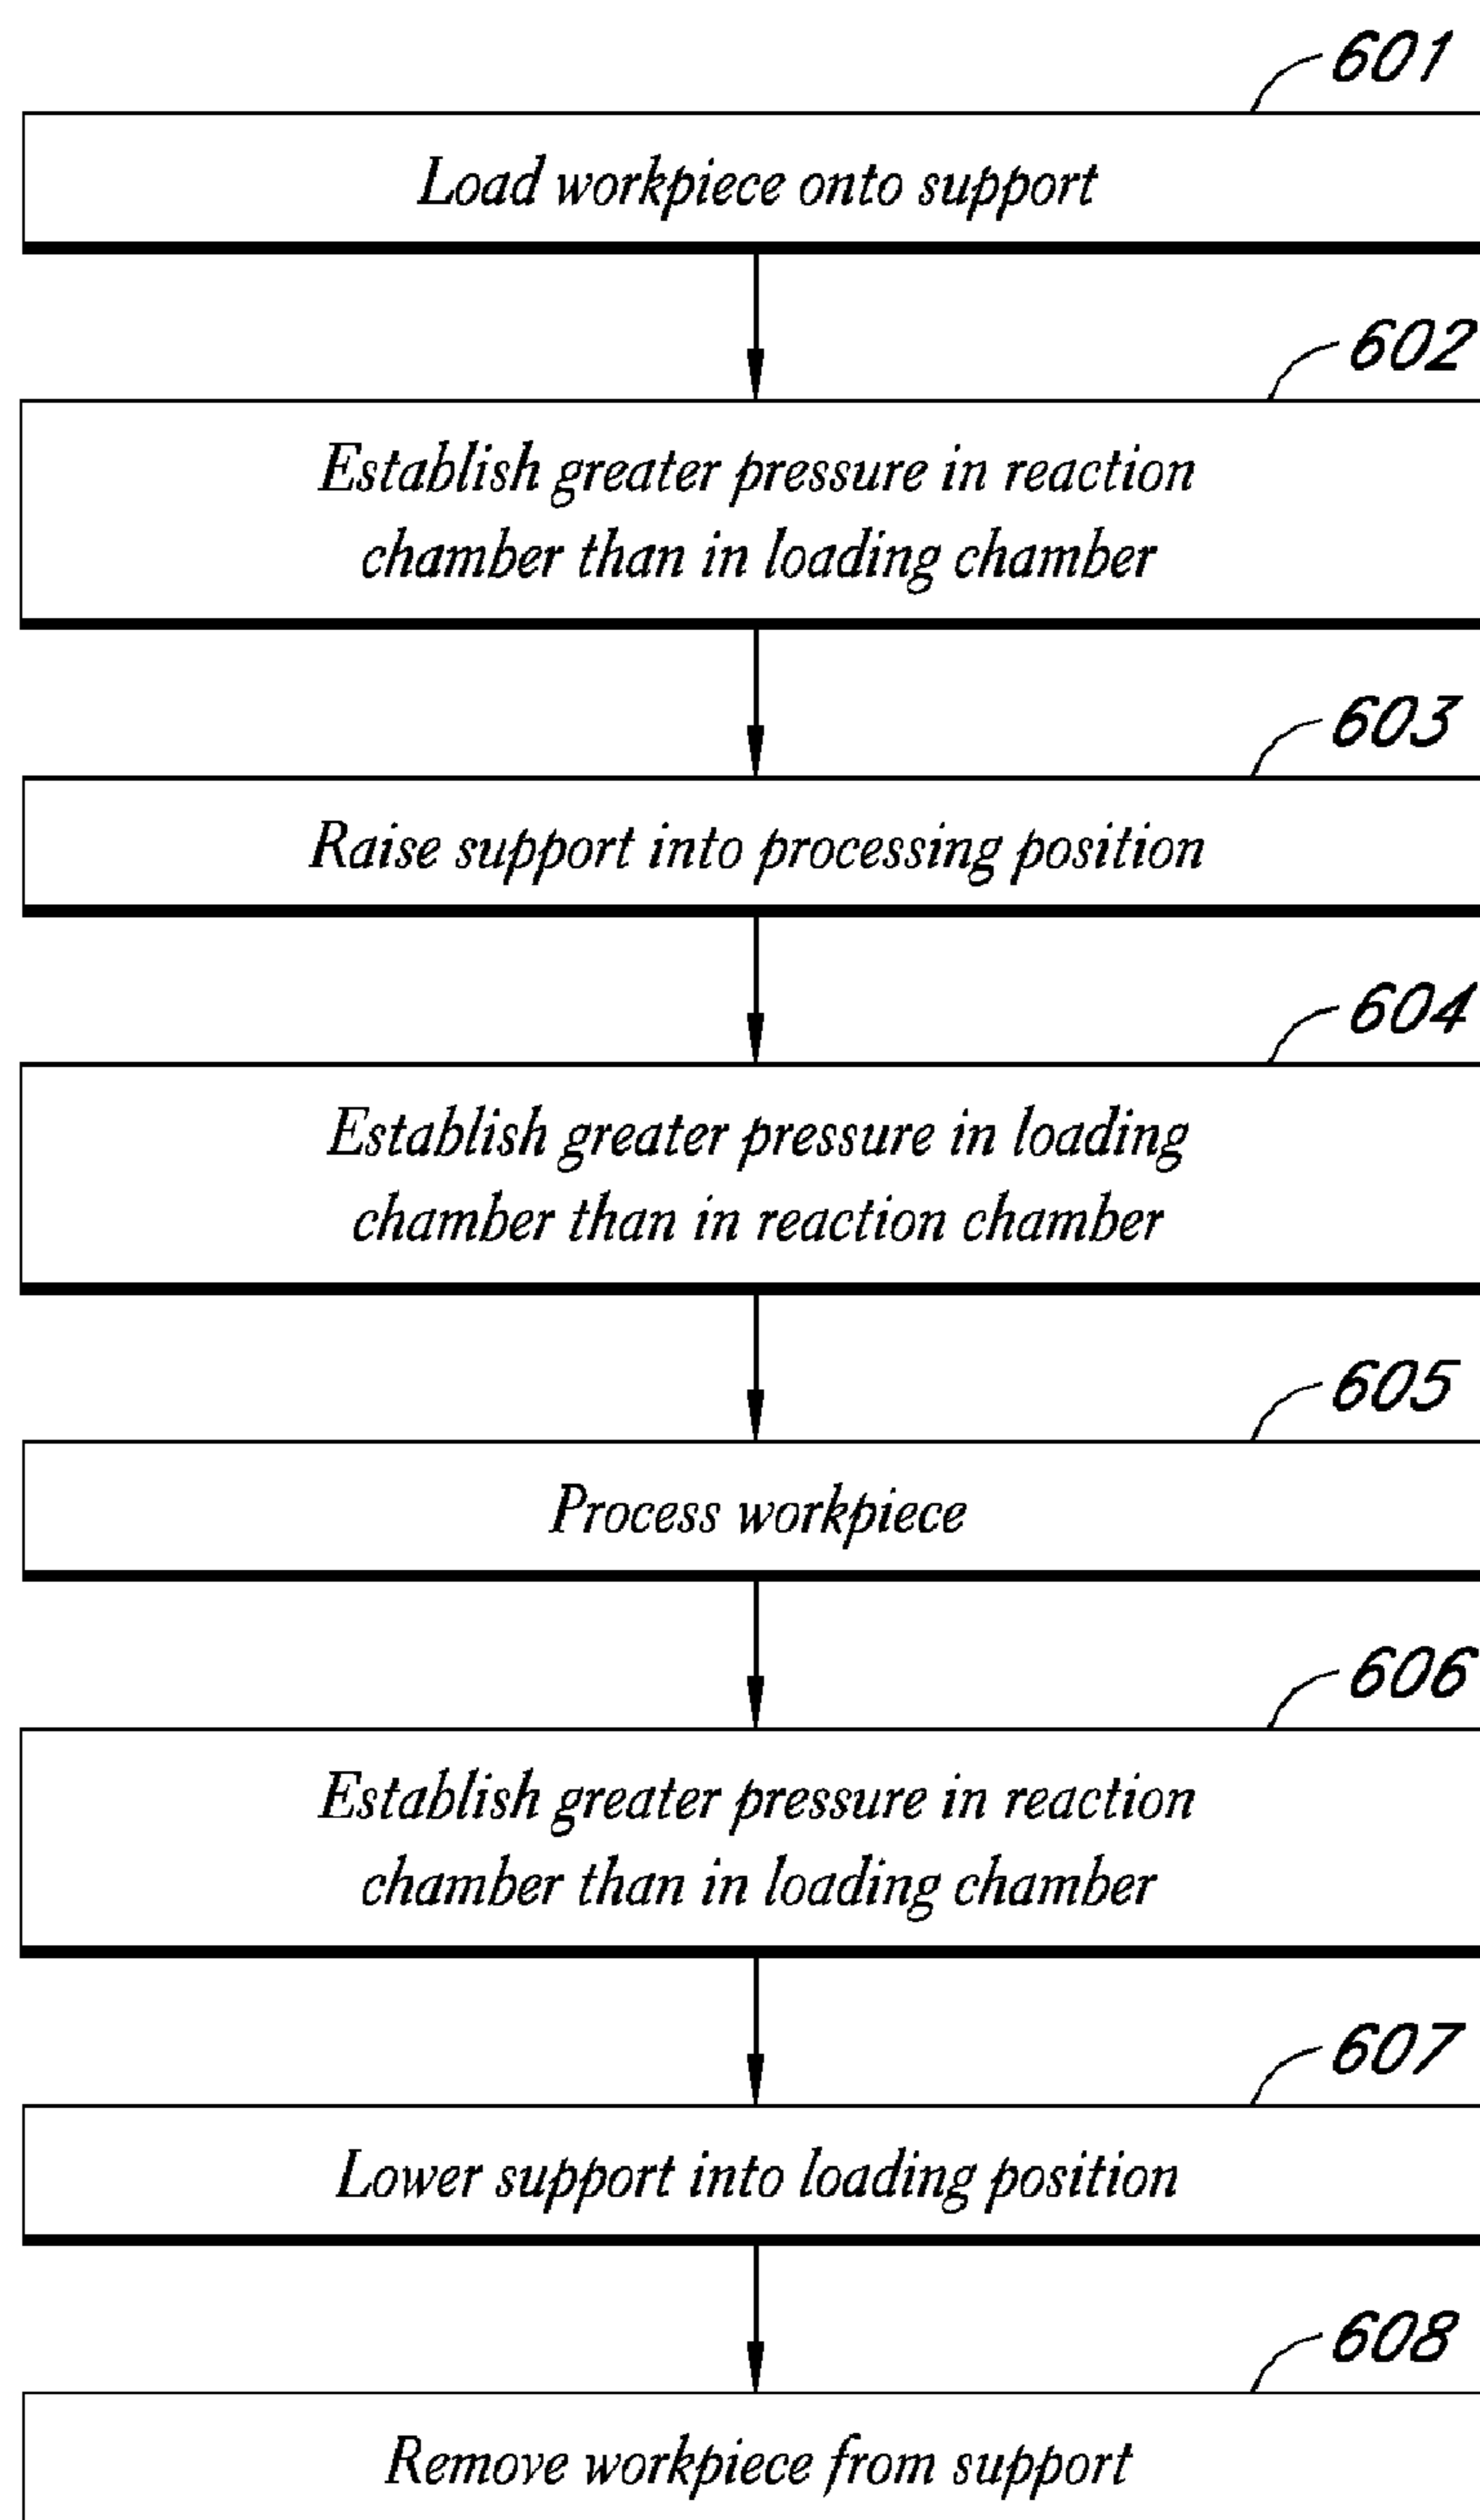 601
Load workpiece onto support
602
Establish greater pressure in reaction
chamber than in loading chamber
603
Raise support into processing position
604
Establish greater pressure in loading
chamber than in reaction chamber
605
Process workpiece
606
Establish greater pressure in reaction
chamber than in loading chamber
607
Lower support into loading position
608
Remove workpiece from support